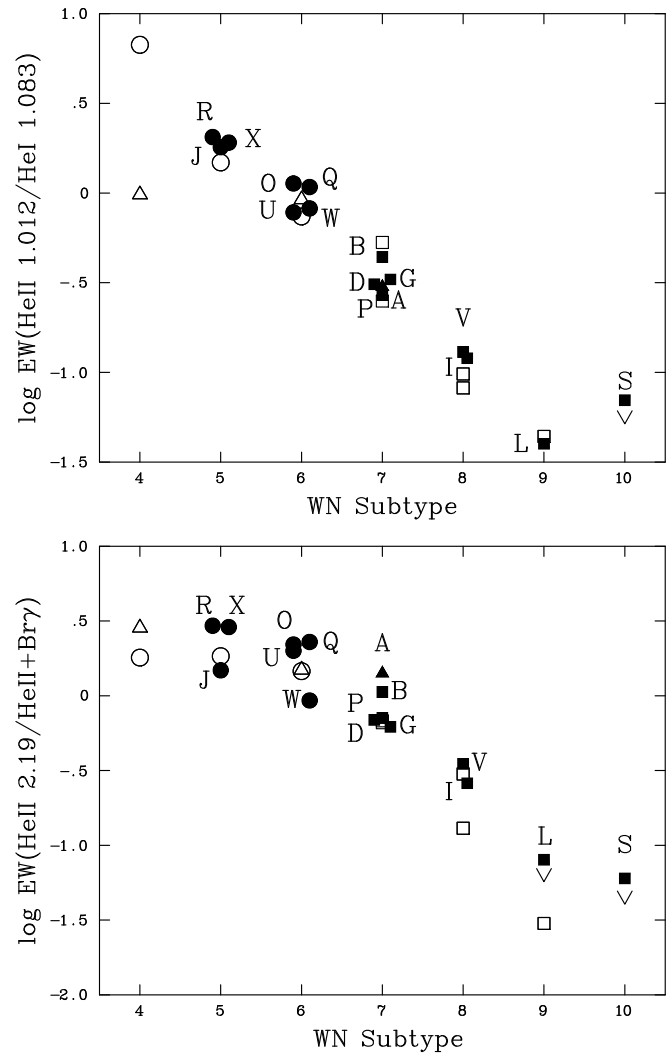 log EW(HeII 1.012/HeI 1.083)
1.0
.5
0
-.5
-1.0
-1.5
R
X
J
O
Q
U
W
B
D
G
P
A
V
I
L
S
4 5 6 7 8 9 10
WN Subtype
log EW(HeII 2.19/HeII+Brγ)
1.0
.5
0
-.5
-1.0
-1.5
-2.0
R
X
J
O
Q
U
W
A
B
P
D
G
V
I
L
S
4 5 6 7 8 9 10
WN Subtype